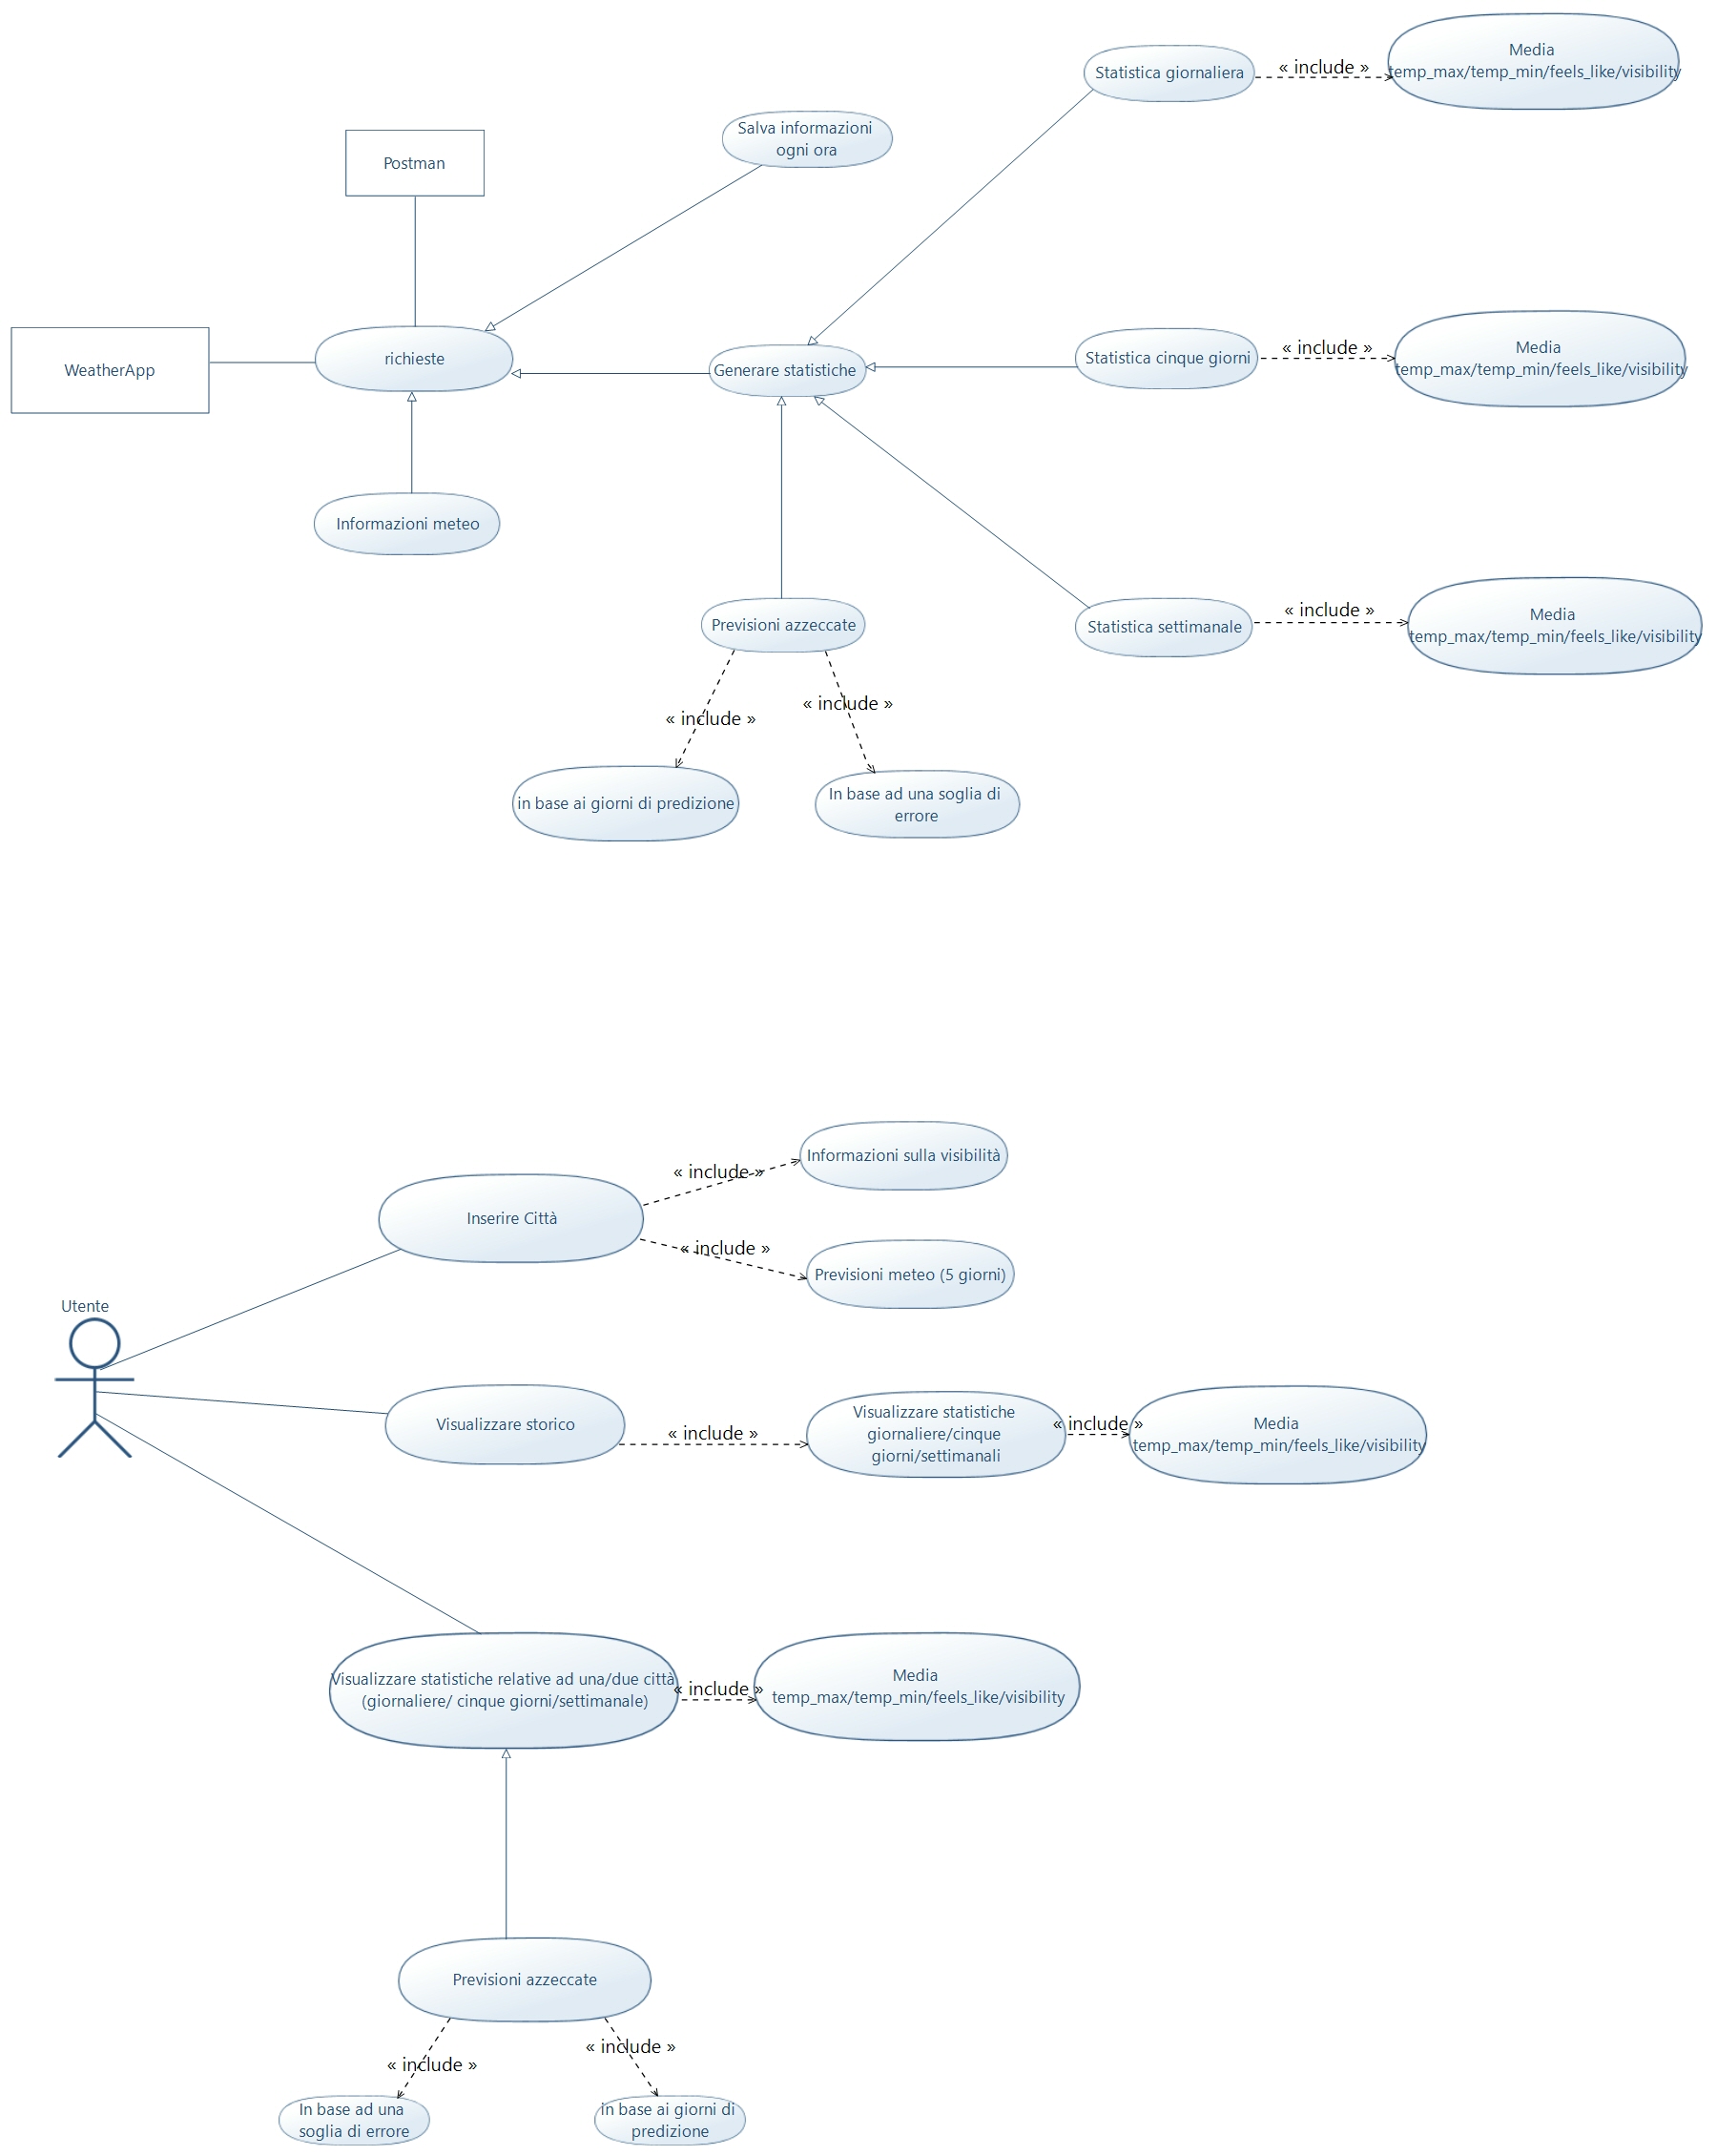 Statistica giornaliera
« include »
Media
temp_max/temp_min/feels_like/visibility
Salva informazioni
ogni ora
Postman
WeatherApp
richieste
Generare statistiche
Statistica cinque giorni
« include »
Media
temp_max/temp_min/feels_like/visibility
Informazioni meteo
Previsioni azzeccate
Statistica settimanale
« include »
Media
temp_max/temp_min/feels_like/visibility
« include »
« include »
in base ai giorni di predizione
In base ad una soglia di
errore
Inserire Città
« include »
Informazioni sulla visibilità
« include »
Previsioni meteo (5 giorni)
Utente
Visualizzare storico
« include »
Visualizzare statistiche
giornaliere/cinque
giorni/settimanali
« include »
Media
temp_max/temp_min/feels_like/visibility
Visualizzare statistiche relative ad una/due città
(giornaliere/ cinque giorni/settimanale)
« include »
Media
temp_max/temp_min/feels_like/visibility
Previsioni azzeccate
« include »
« include »
In base ad una
soglia di errore
in base ai giorni di
predizione